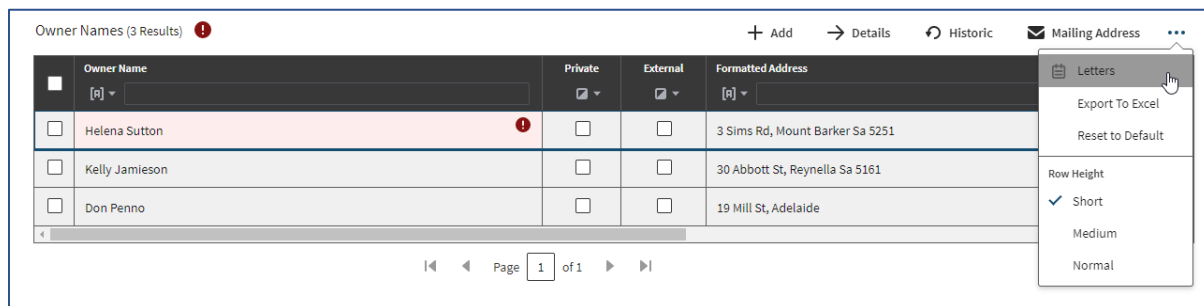 Owner Names (3 Results)
Add Details Historic Mailing Address
Owner Name Private External Formatted Address
[A] [A]
Letters
Export To Excel
Reset to Default
Row Height
Short
Medium
Normal
Helena Sutton 3 Sims Rd, Mount Barker Sa 5251
Kelly Jamieson 30 Abbott St, Reynella Sa 5161
Don Penno 19 Mill St, Adelaide
Page 1 of 1